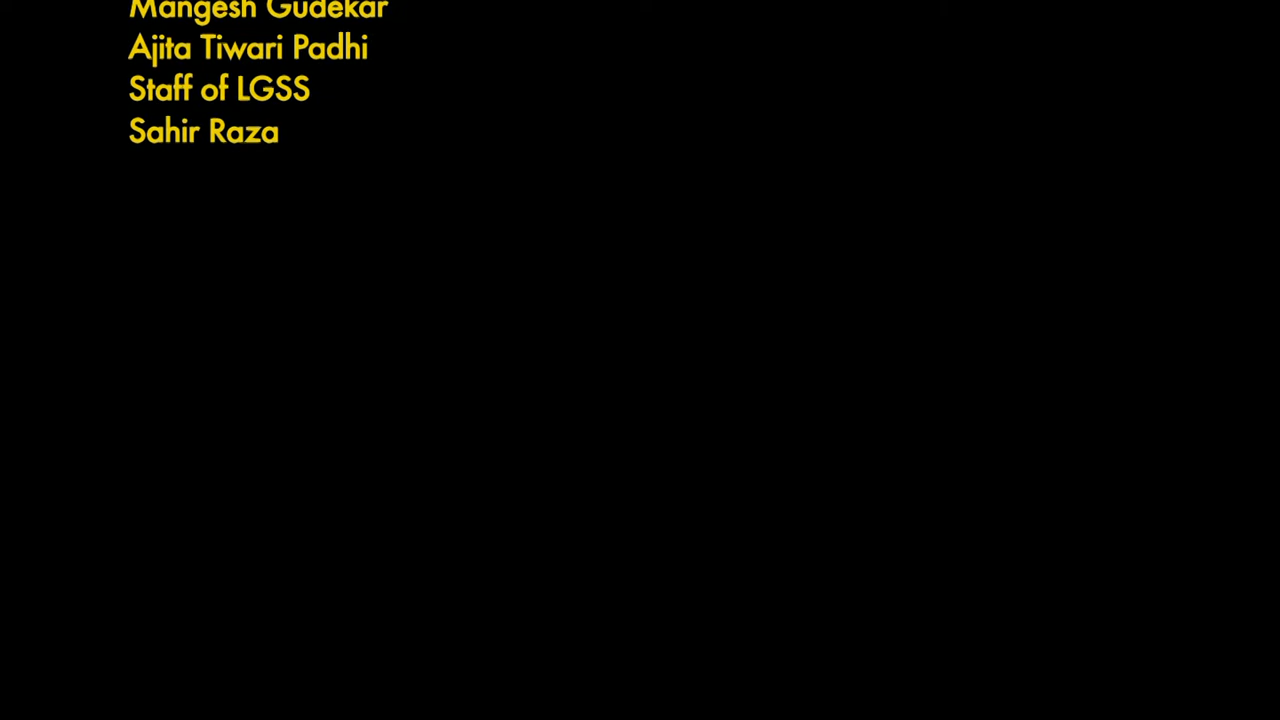 Mangesh Gudekar
Ajita Tiwari Padhi
Staff of LGSS
Sahir Raza